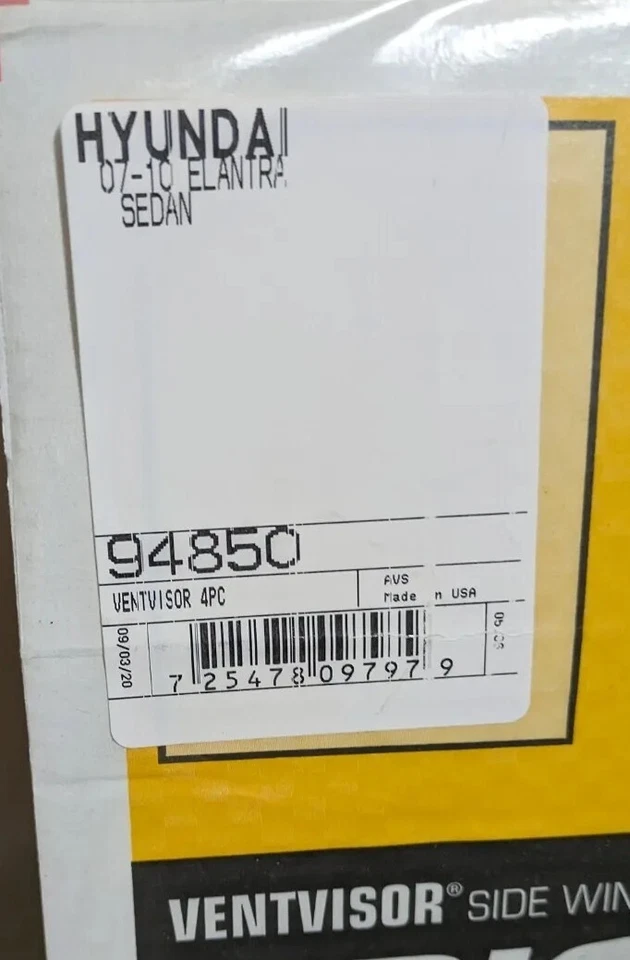 HYUNDAI
07-10 ELANTRA
SEDAN
94850
VENTVISOR 4PC
AVS
Made n USA
09/03/20
7 25478 09797 9
VENTVISOR® SIDE WIN